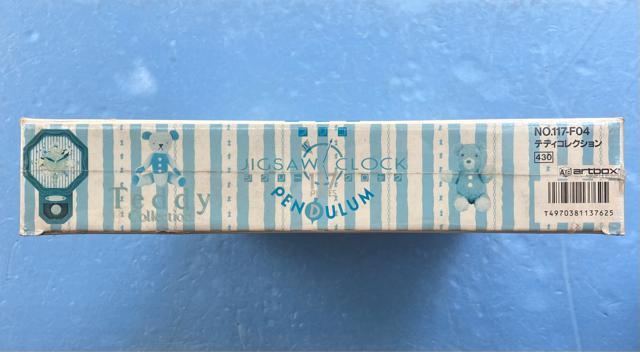 Teddy
Collection
JIGSAW CLOCK
PENDULUM
NO.117-F04
テディコレクション
430
artbox
T4970381137625